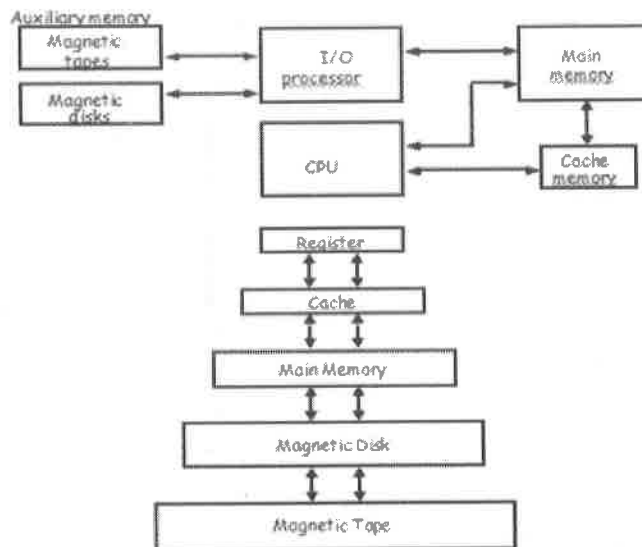 Auxiliary memory
Magnetic
tapes
I/O
processor
Main
memory
Magnetic
disks
CPU
Cache
memory
Register
Cache
Main Memory
Magnetic Disk
Magnetic Tape